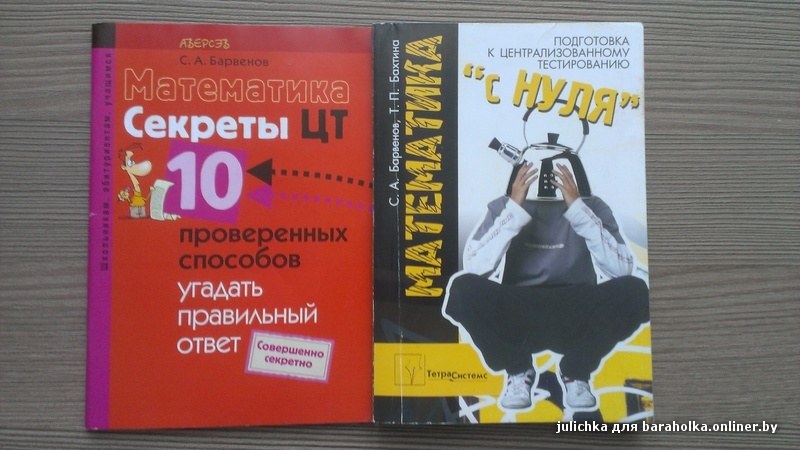 АВЕРСЭВ
С. А. Барвенов
Математика
Секреты ЦТ
10
проверенных
способов
угадать
правильный
ответ
Совершенно
секретно
Школьникам, абитуриентам, учащимся
ПОДГОТОВКА
К ЦЕНТРАЛИЗОВАННОМУ
ТЕСТИРОВАНИЮ
"С НУЛЯ"
С. А. Барвенов, Т. П. Бахтина
МАТЕМАТИКА
ТетраСистемс
julichka для baraholka.onliner.by